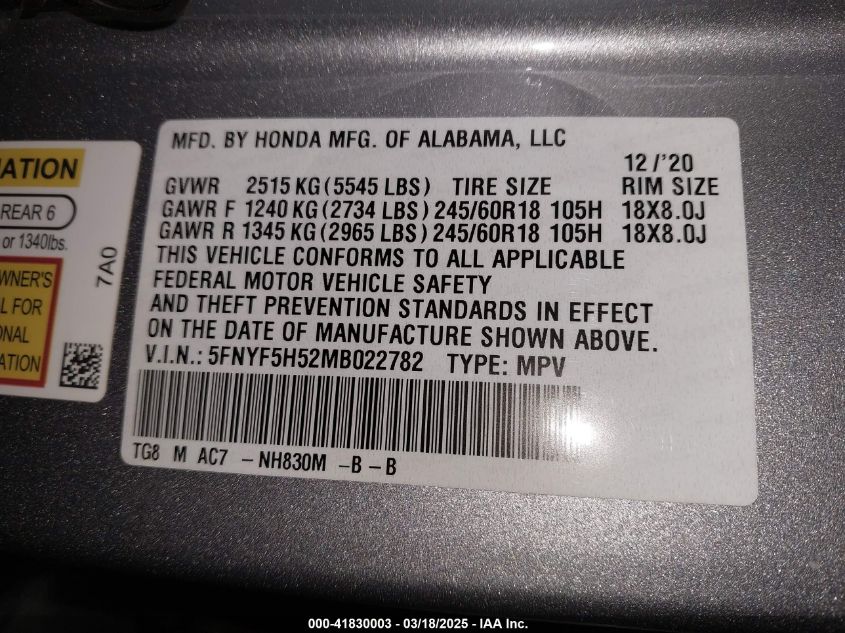 MATION
REAR 6
or 1340lbs.
WNER'S
L FOR
ONAL
ATION
7A0
MFD. BY HONDA MFG. OF ALABAMA, LLC
12/'20
GVWR 2515 KG (5545 LBS) TIRE SIZE RIM SIZE
GAWR F 1240 KG (2734 LBS) 245/60R18 105H 18X8.0J
GAWR R 1345 KG (2965 LBS) 245/60R18 105H 18X8.0J
THIS VEHICLE CONFORMS TO ALL APPLICABLE
FEDERAL MOTOR VEHICLE SAFETY
AND THEFT PREVENTION STANDARDS IN EFFECT
ON THE DATE OF MANUFACTURE SHOWN ABOVE.
V.I.N.: 5FNYF5H52MB022782 TYPE: MPV
TG8 M AC7 - NH830M - B - B
000-41830003 - 03/18/2025 - IAA Inc.